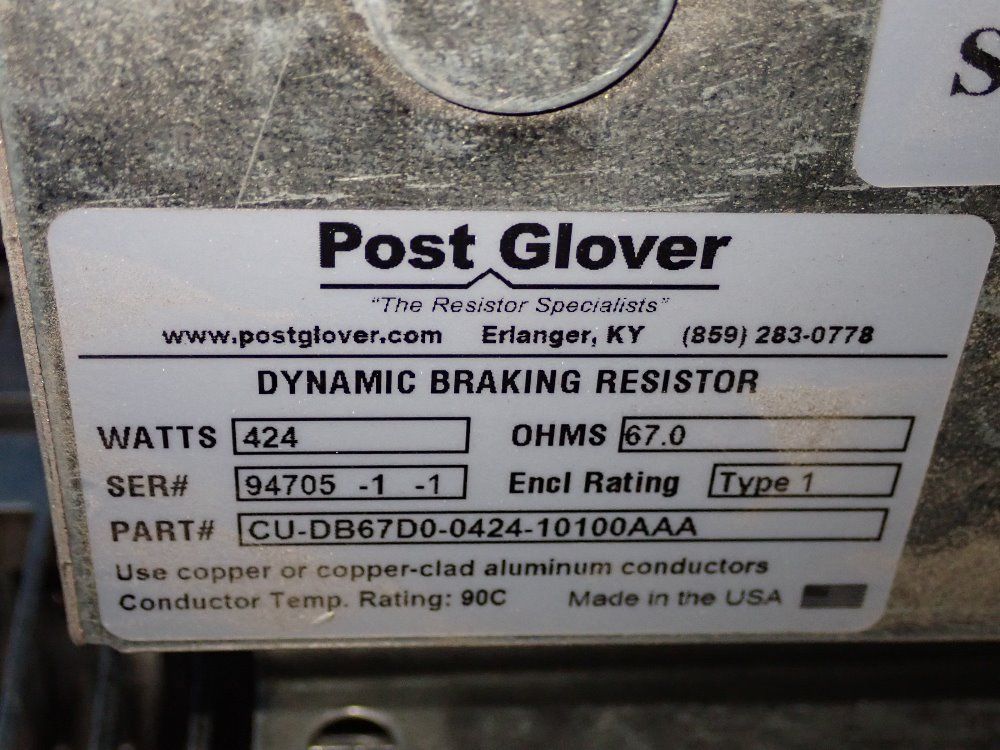 S
Post Glover
"The Resistor Specialists"
www.postglover.com Erlanger, KY (859) 283-0778
DYNAMIC BRAKING RESISTOR
WATTS 424 OHMS 67.0
SER# 94705 -1 -1 Encl Rating Type 1
PART# CU-DB67D0-0424-10100AAA
Use copper or copper-clad aluminum conductors
Conductor Temp. Rating: 90C Made in the USA